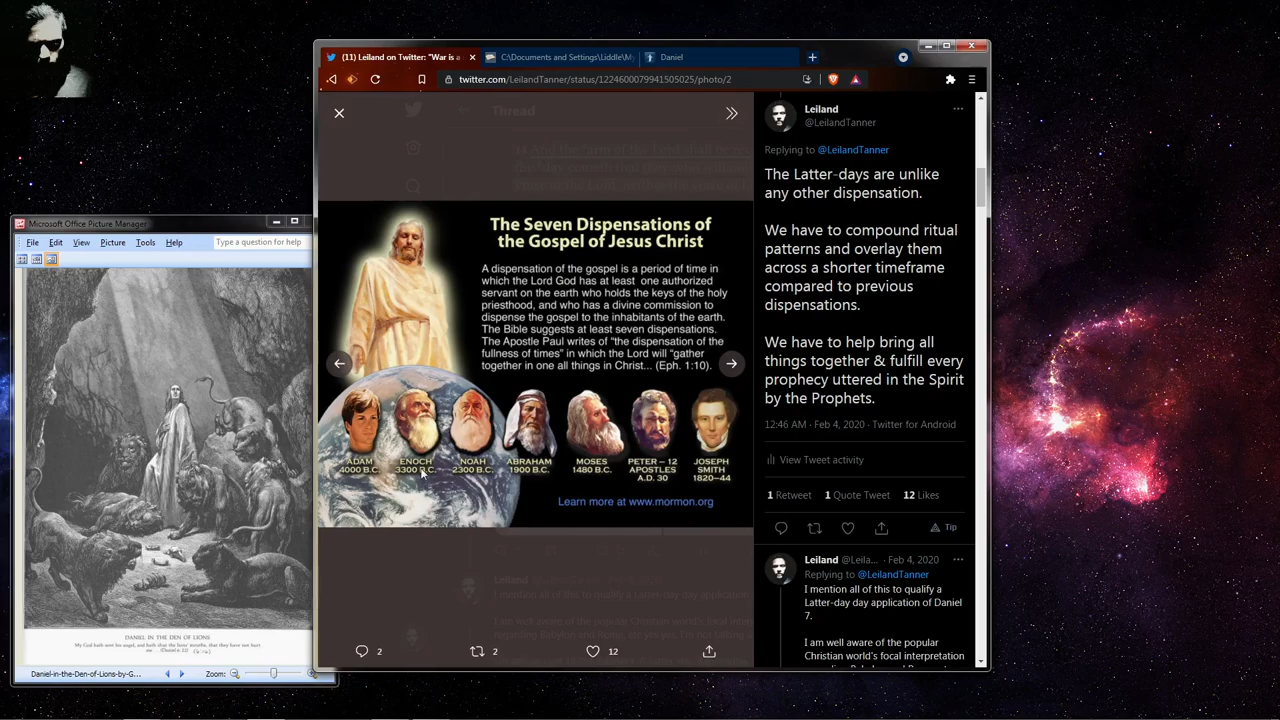 (11) Leiland on Twitter: "War is a
C:\Documents and Settings\Liddle\My
Daniel
twitter.com/LeilandTanner/status/1224600079941505025/photo/2
Thread
Microsoft Office Picture Manager
File Edit View Picture Tools Help
Type a question for help
DANIEL IN THE DEN OF LIONS
Daniel-in-the-Den-of-Lions-by-G...
Zoom:
The Seven Dispensations of
the Gospel of Jesus Christ
A dispensation of the gospel is a period of time in
which the Lord God has at least one authorized
servant on the earth who holds the keys of the holy
priesthood, and who has a divine commission to
dispense the gospel to the inhabitants of the earth.
The Bible suggests at least seven dispensations.
The Apostle Paul writes of "the dispensation of the
fullness of times" in which the Lord will "gather
together in one all things in Christ... (Eph. 1:10).
ADAM
4000 B.C.
ENOCH
3300 B.C.
NOAH
2300 B.C.
ABRAHAM
1900 B.C.
MOSES
1480 B.C.
PETER – 12
APOSTLES
A.D. 30
JOSEPH
SMITH
1820–44
Learn more at www.mormon.org
2
2
12
Leiland
@LeilandTanner
Replying to @LeilandTanner
The Latter-days are unlike
any other dispensation.
We have to compound ritual
patterns and overlay them
across a shorter timeframe
compared to previous
dispensations.
We have to help bring all
things together & fulfill every
prophecy uttered in the Spirit
by the Prophets.
12:46 AM · Feb 4, 2020 · Twitter for Android
View Tweet activity
1 Retweet 1 Quote Tweet 12 Likes
Tip
Leiland @Leila... · Feb 4, 2020
Replying to @LeilandTanner
I mention all of this to qualify a
Latter-day day application of Daniel
7.
I am well aware of the popular
Christian world's focal interpretation